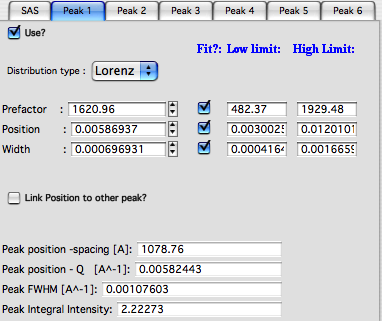 SAS Peak 1 Peak 2 Peak 3 Peak 4 Peak 5 Peak 6
Use?
Fit?: Low limit: High Limit:
Distribution type : Lorenz
Prefactor : 1620.96 482.37 1929.48
Position : 0.00586937 0.0030025 0.0120101
Width : 0.000696931 0.0004164 0.0016659
Link Position to other peak?
Peak position -spacing [A]: 1078.76
Peak position - Q [A^-1]: 0.00582443
Peak FWHM [A^-1]: 0.00107603
Peak Integral Intensity: 2.22273